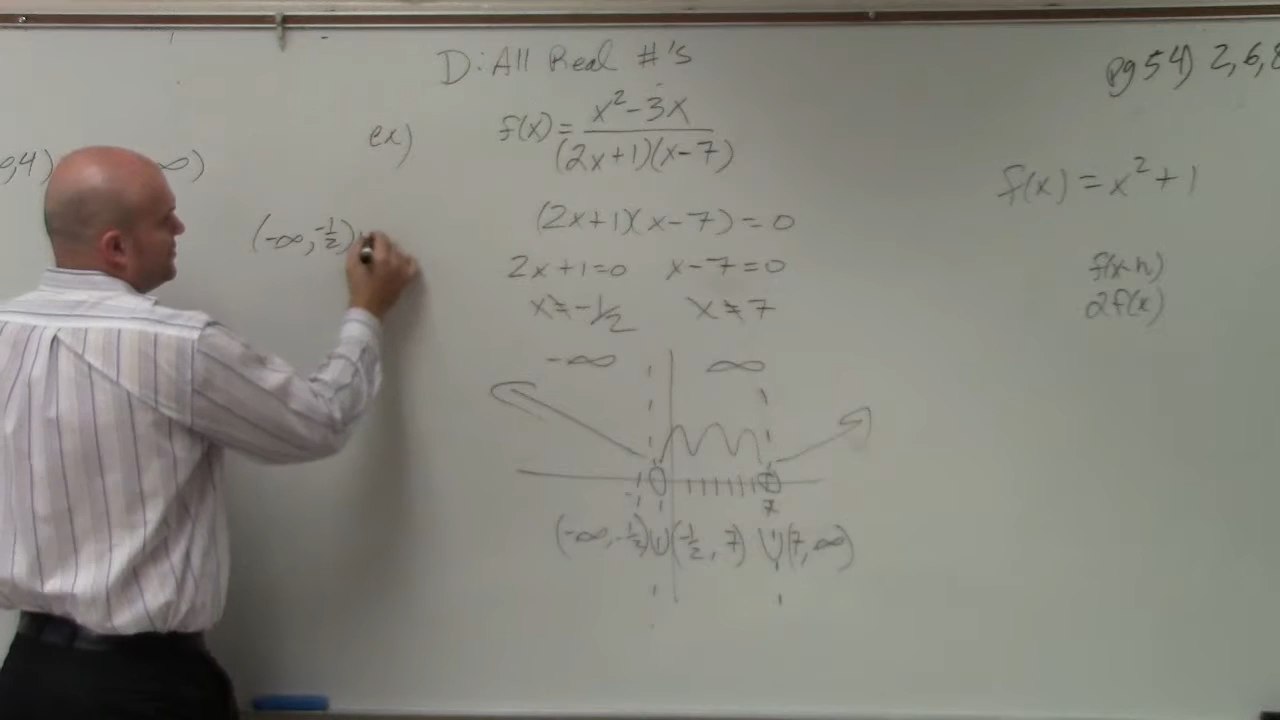 D: All Real #'s
pg 54) 2, 6, 8
ex) f(x) = x² - 3x / (2x+1)(x-7)
,4) ∞)
f(x) = x² + 1
(-∞, -1/2)
(2x+1)(x-7) = 0
2x+1=0 x-7=0
f(x-h)
x≠-1/2 x≠7
2f(x)
-∞ ∞
7
(-∞, -1/2) U (-1/2, 7) U (7, ∞)